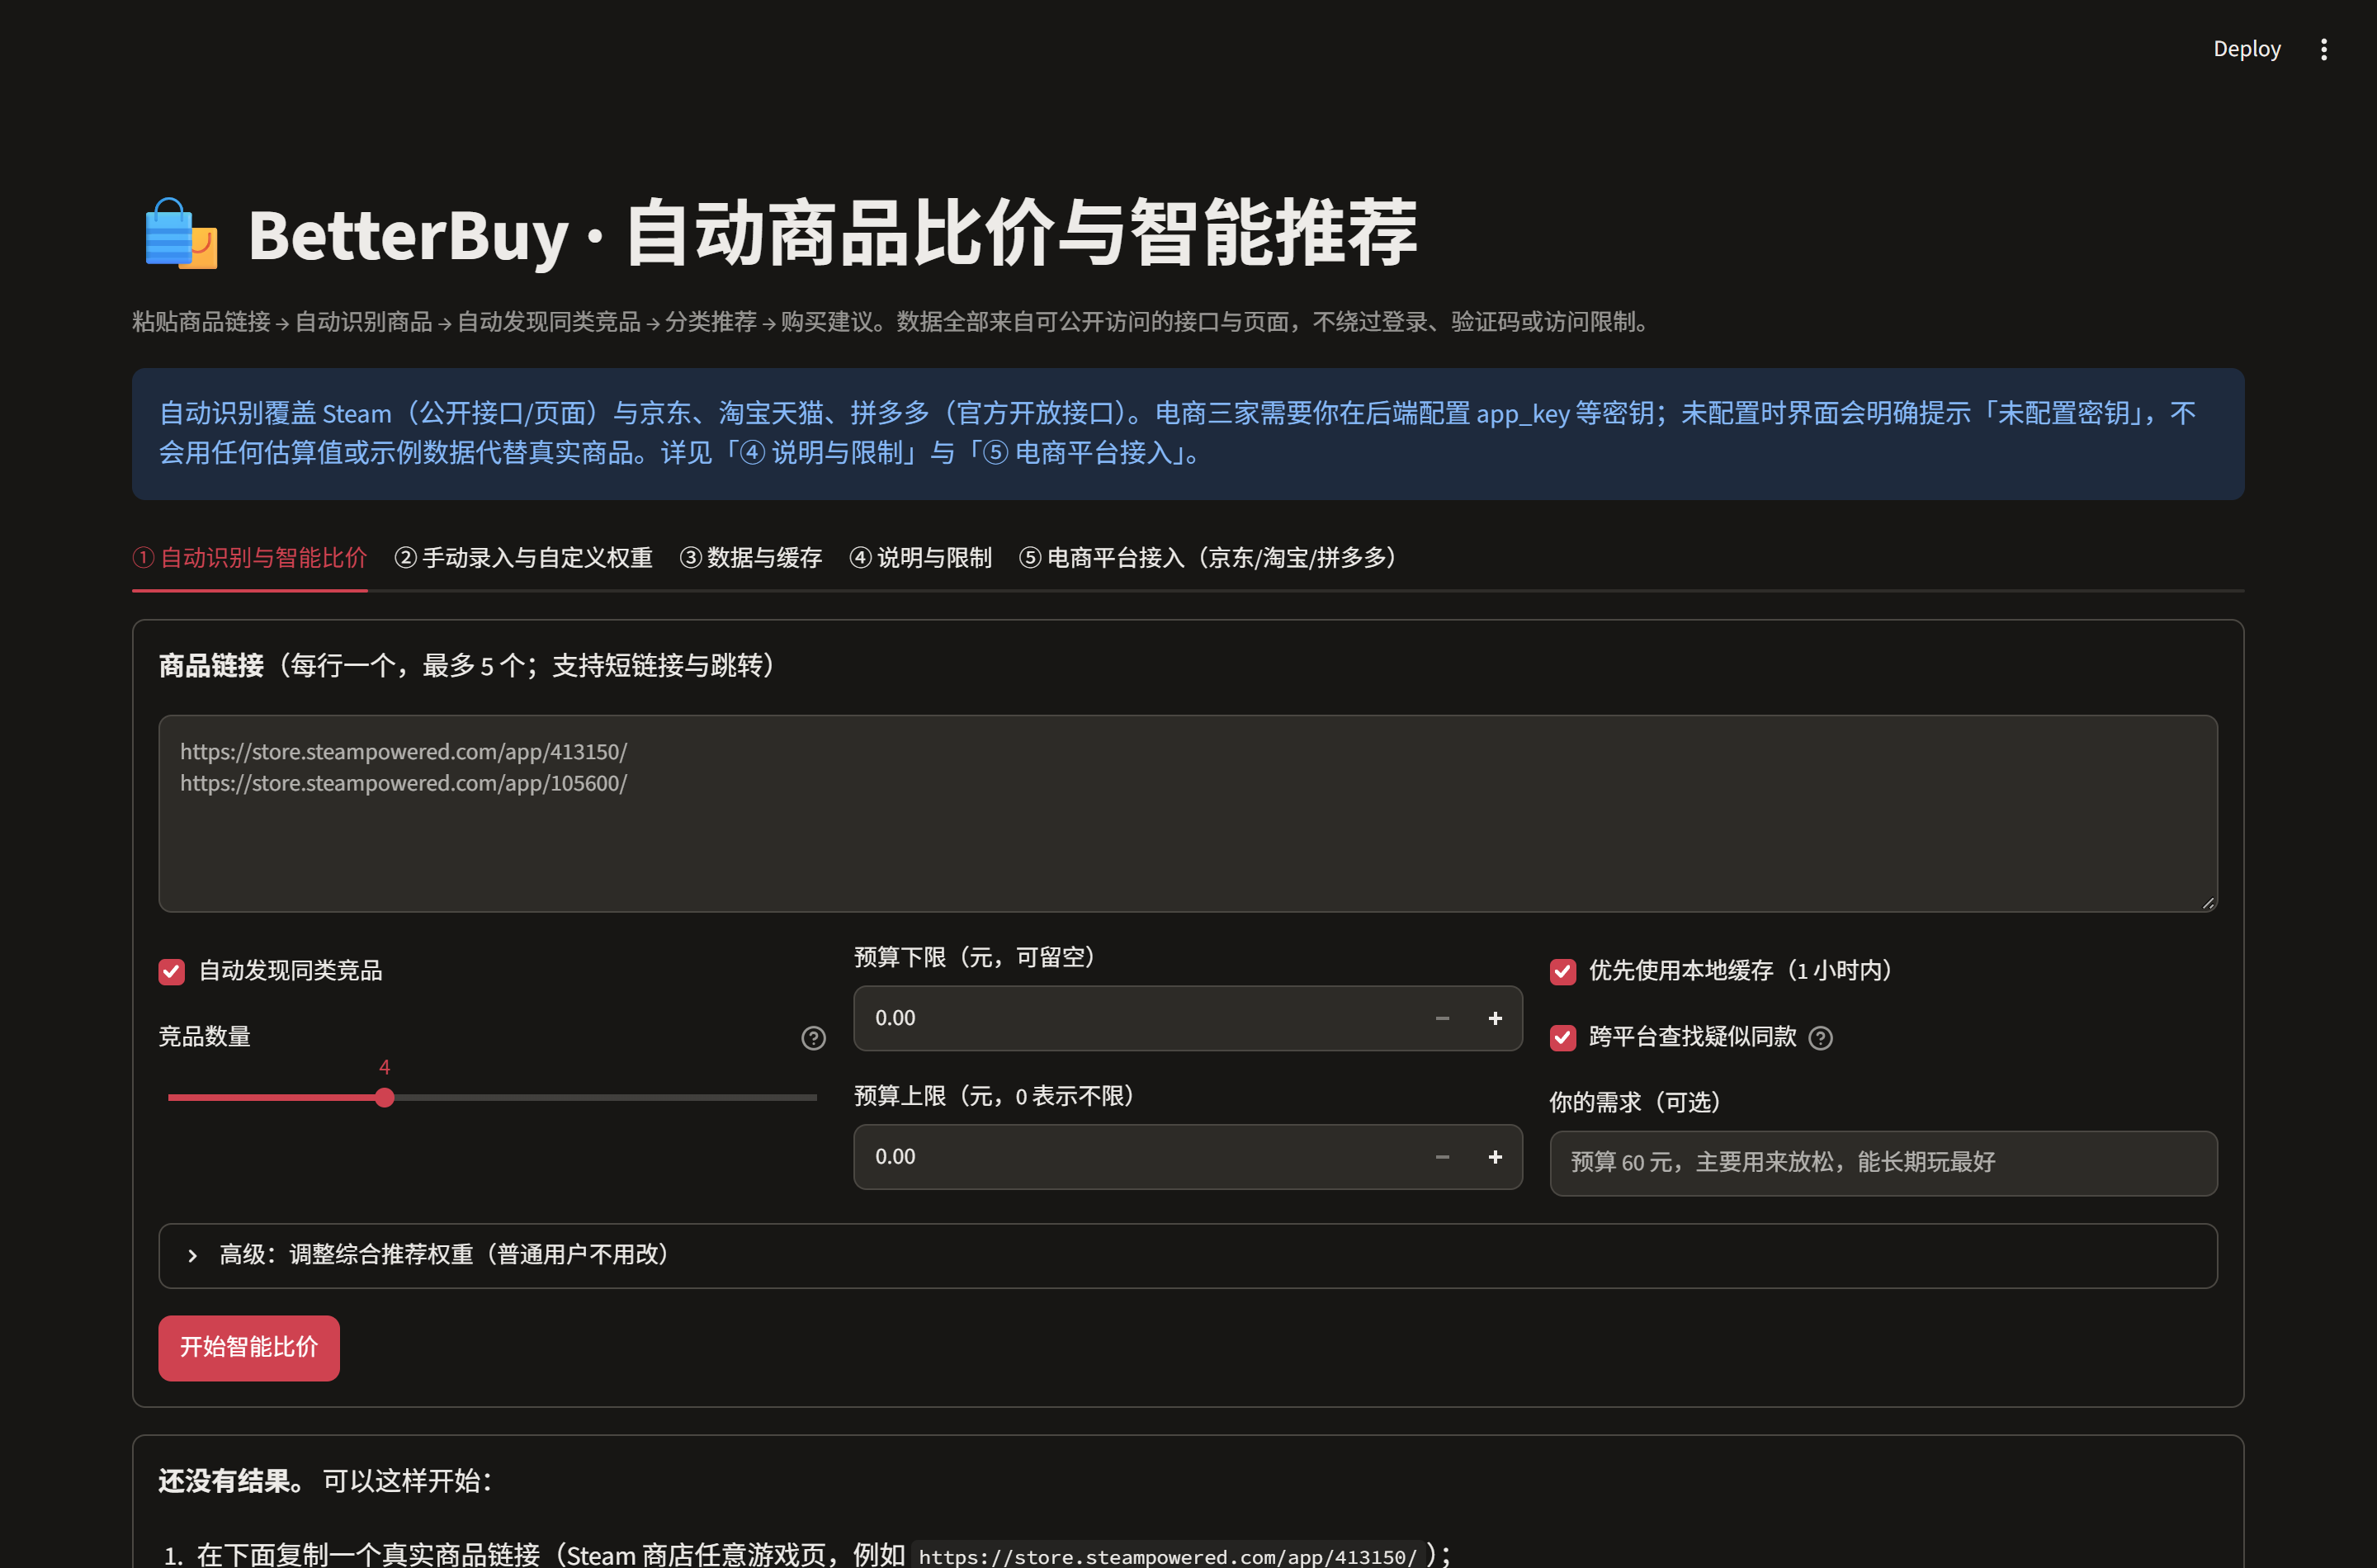 Deploy
BetterBuy · 自动商品比价与智能推荐
粘贴商品链接 → 自动识别商品 → 自动发现同类竞品 → 分类推荐 → 购买建议。数据全部来自可公开访问的接口与页面，不绕过登录、验证码或访问限制。
自动识别覆盖 Steam（公开接口/页面）与京东、淘宝天猫、拼多多（官方开放接口）。电商三家需要你在后端配置 app_key 等密钥；未配置时界面会明确提示「未配置密钥」，不
会用任何估算值或示例数据代替真实商品。详见「④ 说明与限制」与「⑤ 电商平台接入」。
① 自动识别与智能比价 ② 手动录入与自定义权重 ③ 数据与缓存 ④ 说明与限制 ⑤ 电商平台接入（京东/淘宝/拼多多）
商品链接（每行一个，最多 5 个；支持短链接与跳转）
https://store.steampowered.com/app/413150/
https://store.steampowered.com/app/105600/
自动发现同类竞品
竞品数量
4
预算下限（元，可留空）
0.00
预算上限（元，0 表示不限）
0.00
优先使用本地缓存（1 小时内）
跨平台查找疑似同款
你的需求（可选）
预算 60 元，主要用来放松，能长期玩最好
高级：调整综合推荐权重（普通用户不用改）
开始智能比价
还没有结果。 可以这样开始：
1. 在下面复制一个真实商品链接（Steam 商店任意游戏页，例如 https://store.steampowered.com/app/413150/ ）；